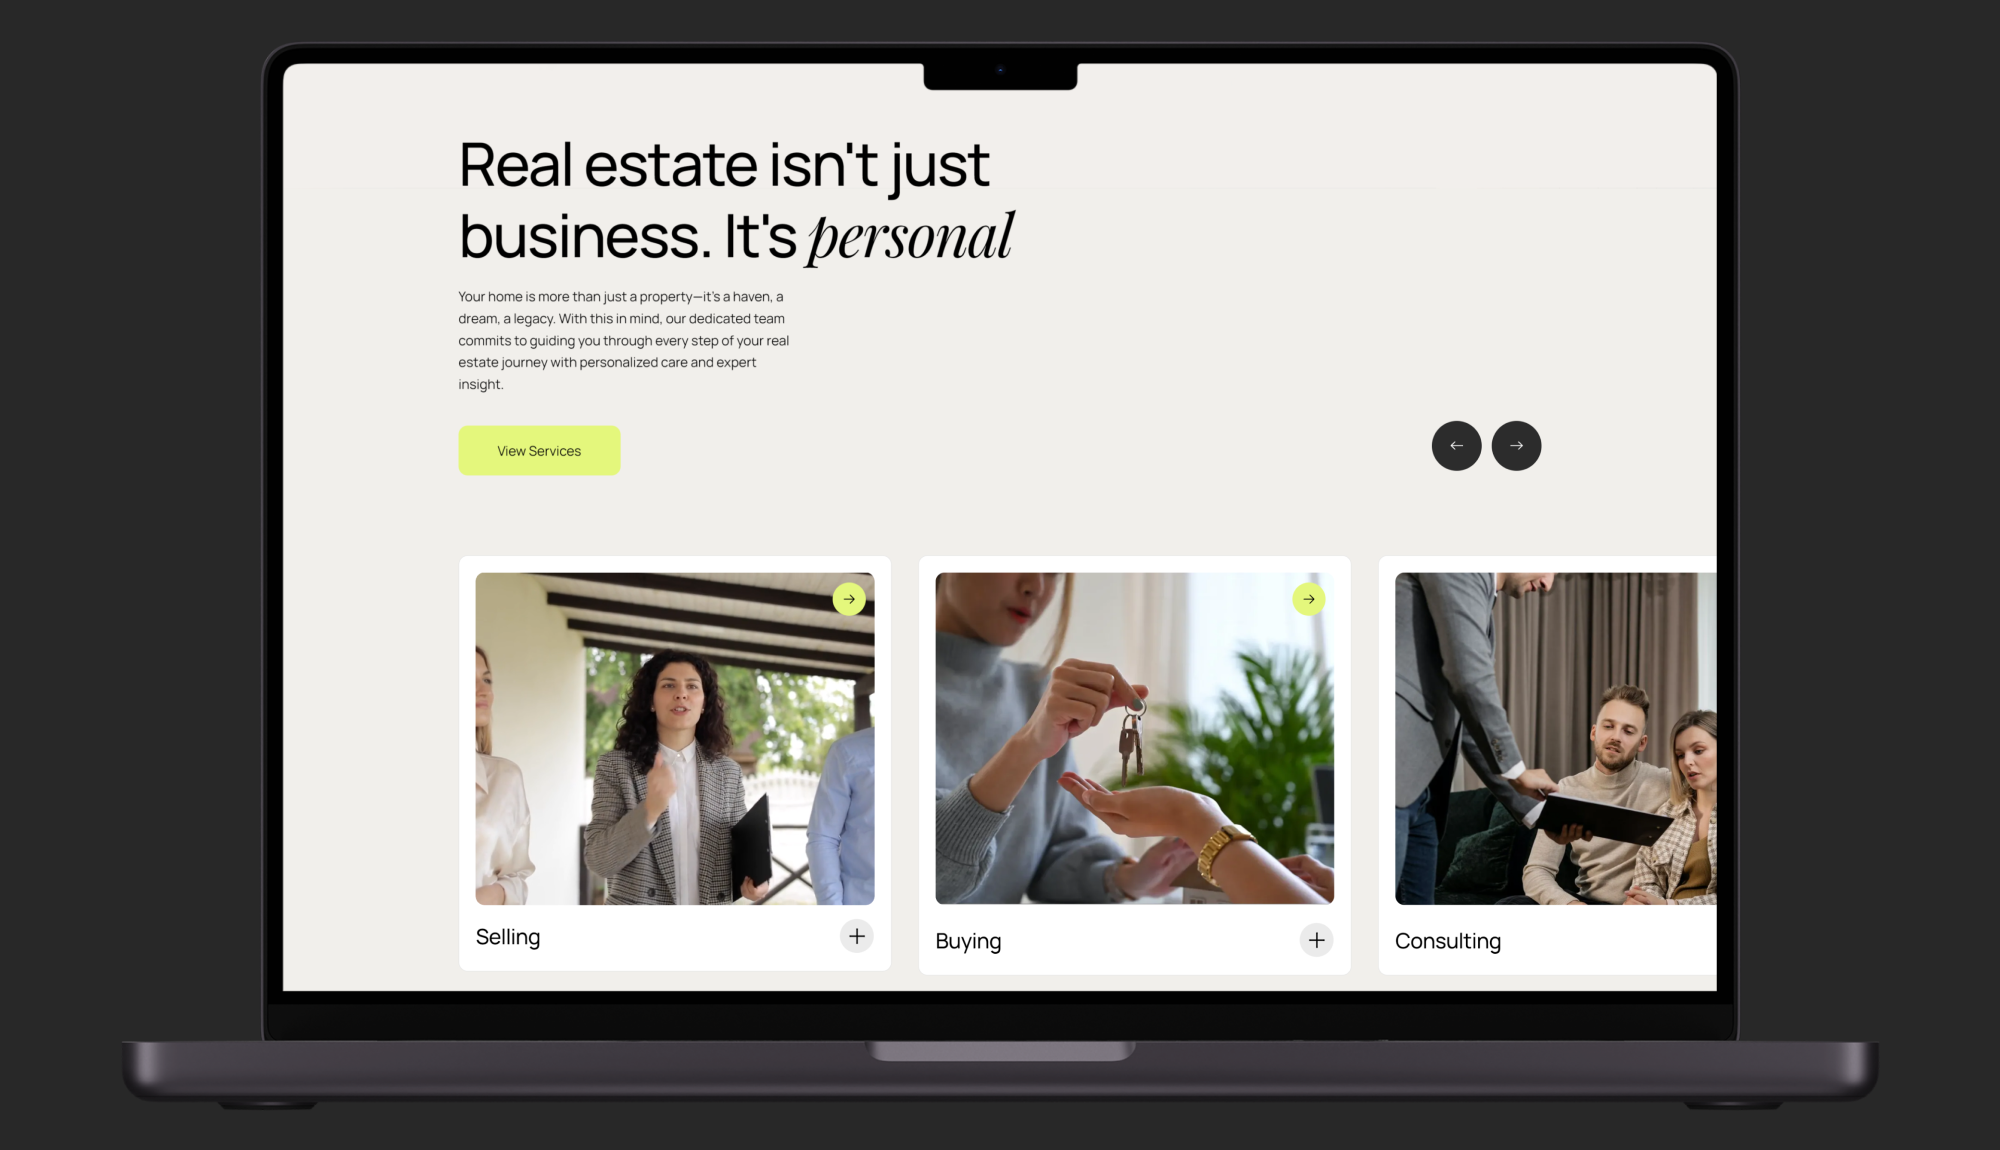 Real estate isn't just
business. It's personal
Your home is more than just a property—it's a haven, a
dream, a legacy. With this in mind, our dedicated team
commits to guiding you through every step of your real
estate journey with personalized care and expert
insight.
View Services
Selling
Buying
Consulting